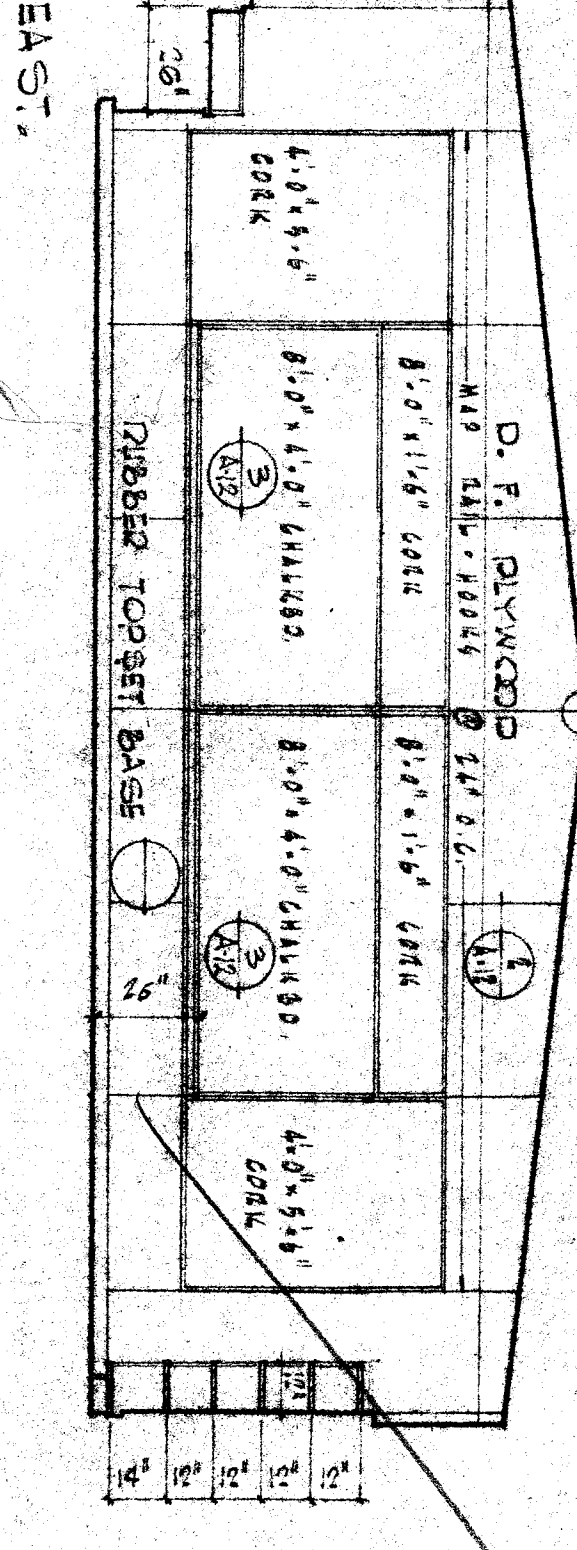 D. F. PLYWOOD
MAP RAIL - HOOKS @ 24" O.C.
2
A-12
26"
4'-0" x 5'-6"
CORK
8'-0" x 1'-6" CORK
8'-0" x 1'-6" CORK
4'-0" x 5'-6"
CORK
8'-0" x 4'-0" CHALKBD.
8'-0" x 4'-0" CHALKBD.
3
A-12
3
A-12
12"
12"
12"
12"
14"
RUBBER TOPSET BASE
26"
EAST.